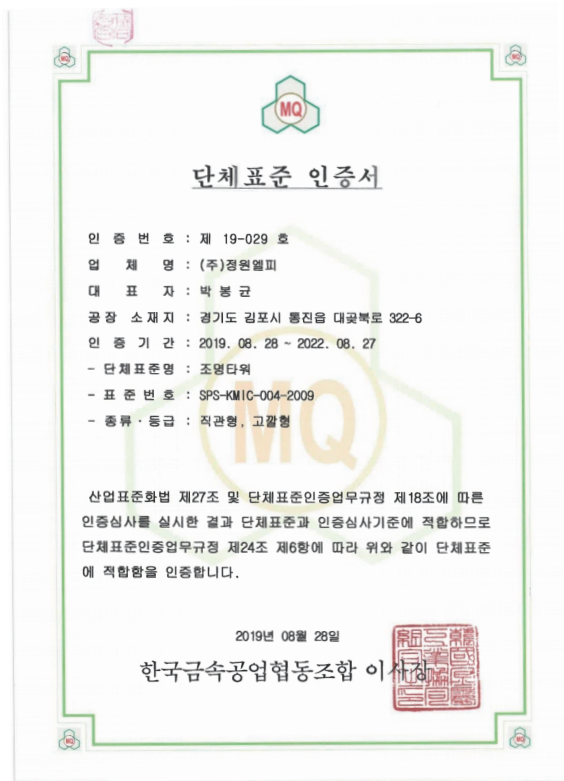 MQ
MQ
MQ
단체표준 인증서
인 증 번 호 : 제 19-029 호
업 체 명 : (주)정원엘피
대 표 자 : 박 봉 균
공장 소재지 : 경기도 김포시 통진읍 대곶북로 322-6
인 증 기 간 : 2019. 08. 28 ~ 2022. 08. 27
- 단체표준명 : 조명타워
- 표 준 번 호 : SPS-KMIC-004-2009
- 종류 · 등급 : 직관형, 고깔형
MQ
산업표준화법 제27조 및 단체표준인증업무규정 제18조에 따른
인증심사를 실시한 결과 단체표준과 인증심사기준에 적합하므로
단체표준인증업무규정 제24조 제6항에 따라 위와 같이 단체표준
에 적합함을 인증합니다.
2019년 08월 28일
한국금속공업협동조합 이사장
MQ
MQ